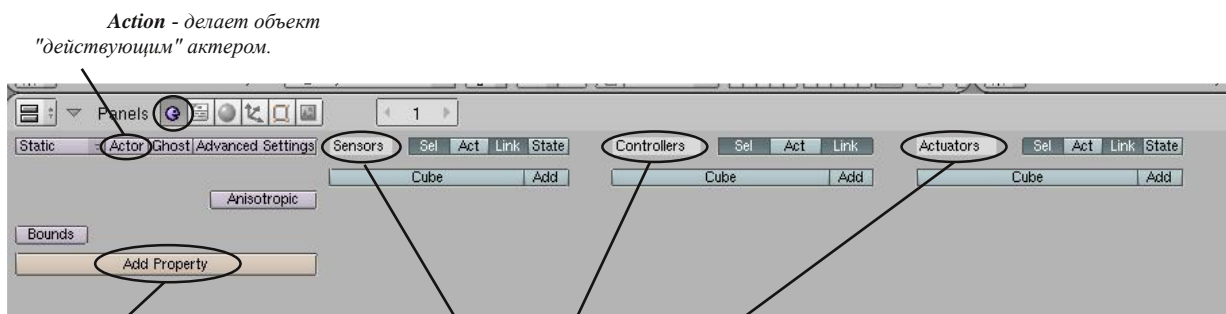 Action - делает объект
"действующим" актером.
Panels 1
Static Actor Ghost Advanced Settings Sensors Sel Act Link State Controllers Sel Act Link Actuators Sel Act Link State
Cube Add Cube Add Cube Add
Anisotropic
Bounds
Add Property